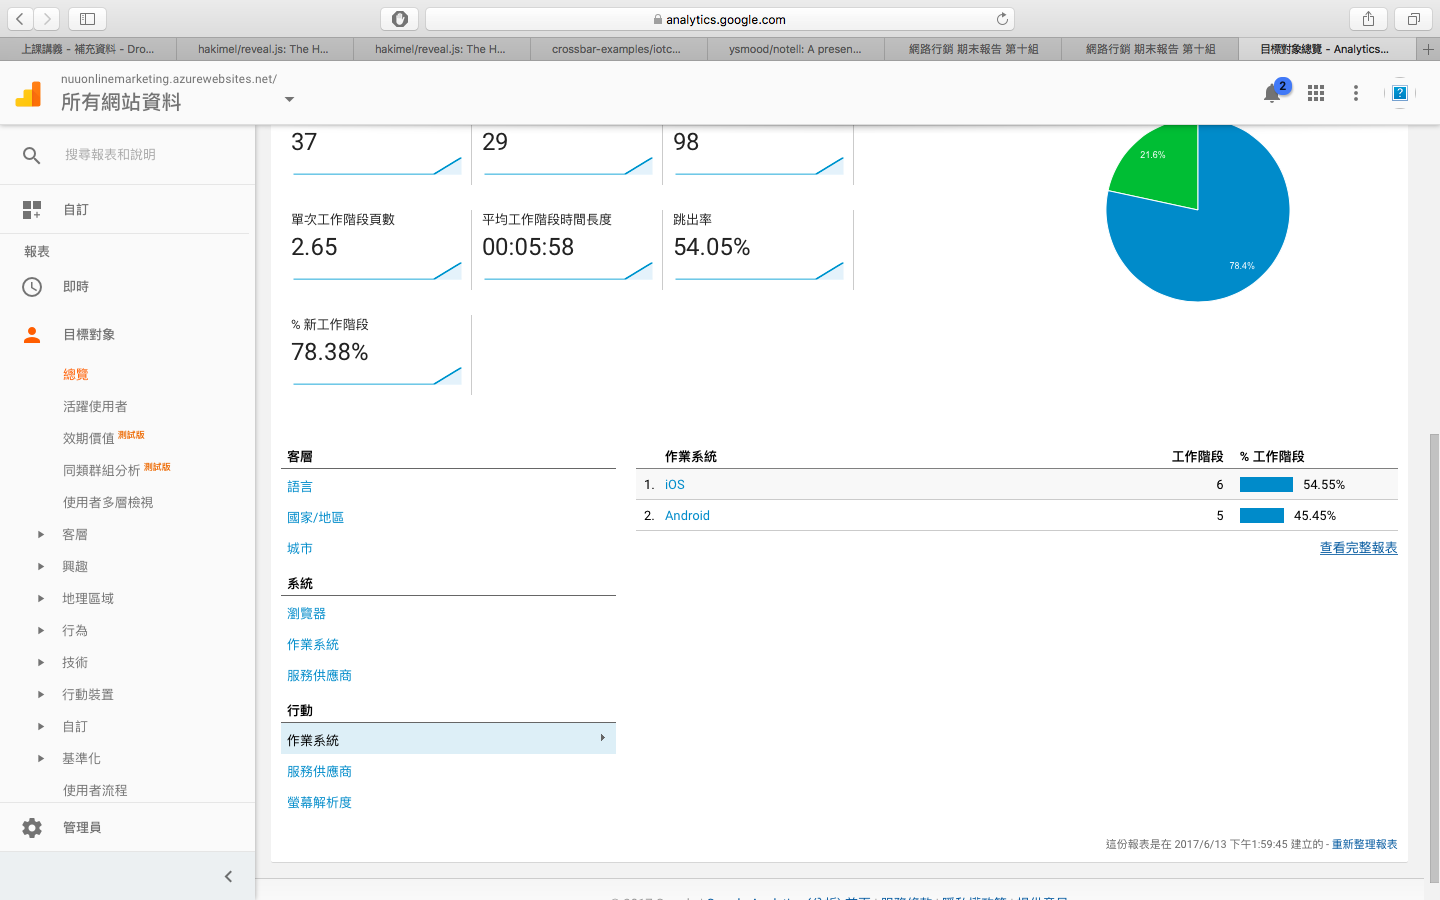 analytics.google.com
上課講義 - 補充資料 - Dro...
hakimel/reveal.js: The H...
hakimel/reveal.js: The H...
crossbar-examples/iotc...
ysmood/notell: A presen...
網路行銷 期末報告 第十組
網路行銷 期末報告 第十組
目標對象總覽 - Analytics...
nuuonlinemarketing.azurewebsites.net/
所有網站資料
2
搜尋報表和說明
自訂
報表
即時
目標對象
總覽
活躍使用者
效期價值 測試版
同類群組分析 測試版
使用者多層檢視
客層
興趣
地理區域
行為
技術
行動裝置
自訂
基準化
使用者流程
管理員
37
29
98
單次工作階段頁數
2.65
平均工作階段時間長度
00:05:58
跳出率
54.05%
% 新工作階段
78.38%
21.6%
78.4%
客層
語言
國家/地區
城市
系統
瀏覽器
作業系統
服務供應商
行動
作業系統
服務供應商
螢幕解析度
作業系統 工作階段 % 工作階段
1. iOS 6 54.55%
2. Android 5 45.45%
查看完整報表
這份報表是在 2017/6/13 下午1:59:45 建立的 - 重新整理報表